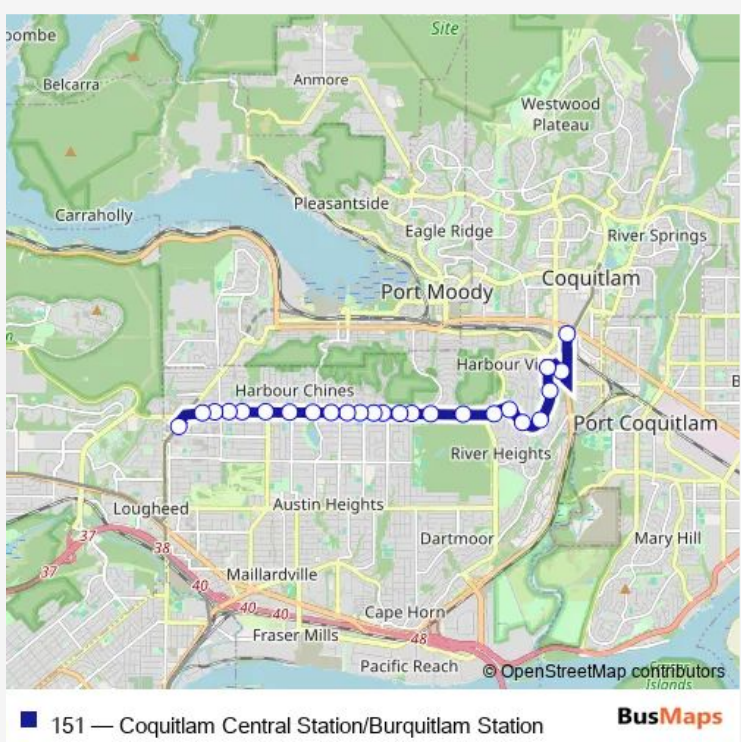 Site
Belcarra
Anmore
Westwood
Plateau
Pleasantside
Carraholly
Eagle Ridge
River Springs
Coquitlam
Port Moody
Harbour Vi
Harbour Chines
Port Coquitlam
River Heights
Lougheed
Austin Heights
37
38
Dartmoor
Mary Hill
37
40
Maillardville
40
40
Cape Horn
Fraser Mills
48
Pacific Reach
© OpenStreetMap contributors
Islands
151 — Coquitlam Central Station/Burquitlam Station
BusMaps